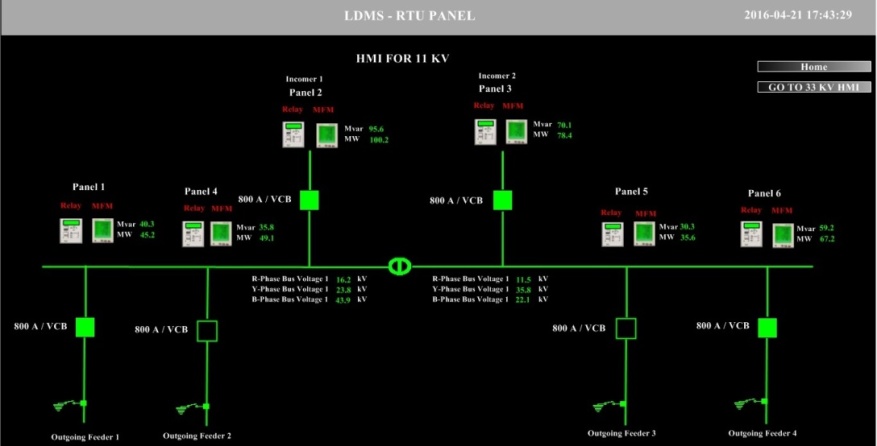 LDMS - RTU PANEL
2016-04-21 17:43:29
HMI FOR 11 KV
Home
GO TO 33 KV HMI
Incomer 1
Panel 2
Relay MFM
Mvar 95.6
MW 100.2
800 A / VCB
Incomer 2
Panel 3
Relay MFM
Mvar 70.1
MW 78.4
800 A / VCB
Panel 1
Relay MFM
Mvar 40.3
MW 45.2
Panel 4
Relay MFM
Mvar 35.8
MW 49.1
Panel 5
Relay MFM
Mvar 30.3
MW 35.6
Panel 6
Relay MFM
Mvar 59.2
MW 67.2
R-Phase Bus Voltage 1 16.2 kV
Y-Phase Bus Voltage 1 23.8 kV
B-Phase Bus Voltage 1 43.9 kV
R-Phase Bus Voltage 1 11.5 kV
Y-Phase Bus Voltage 1 35.8 kV
B-Phase Bus Voltage 1 22.1 kV
800 A / VCB
800 A / VCB
800 A / VCB
800 A / VCB
Outgoing Feeder 1
Outgoing Feeder 2
Outgoing Feeder 3
Outgoing Feeder 4